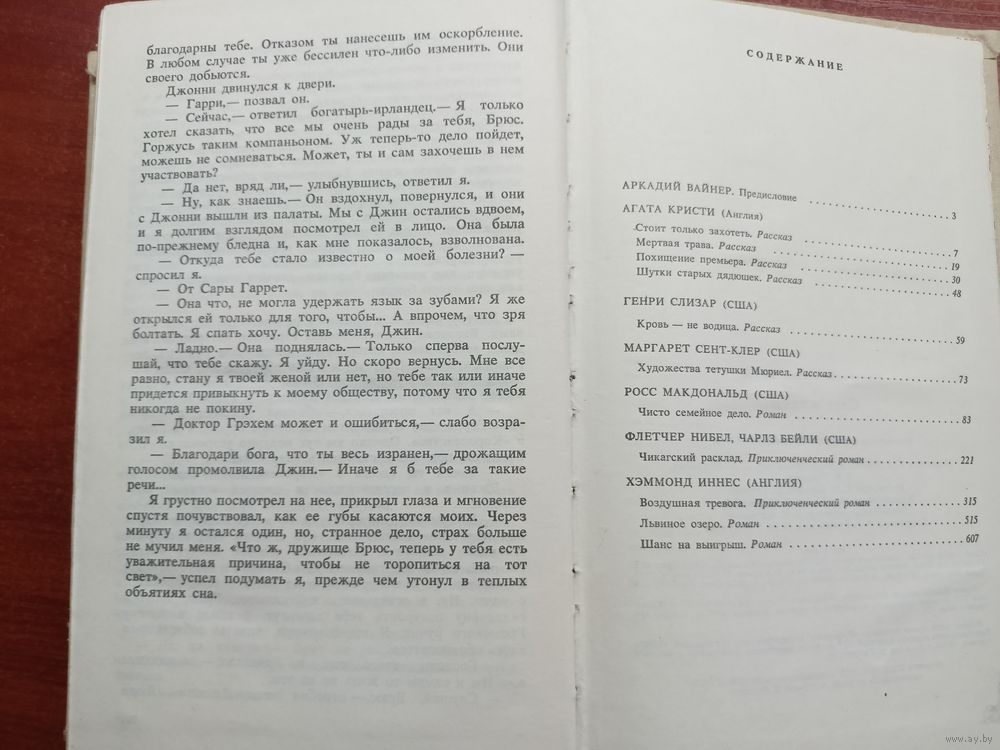 благодарны тебе. Отказом ты нанесешь им оскорбление.
В любом случае ты уже бессилен что-либо изменить. Они
своего добьются.
Джонни двинулся к двери.
— Гарри,— позвал он.
— Сейчас,— ответил богатырь-ирландец.— Я только
хотел сказать, что все мы очень рады за тебя, Брюс.
Горжусь таким компаньоном. Уж теперь-то дело пойдет,
можешь не сомневаться. Может, ты и сам захочешь в нем
участвовать?
— Да нет, вряд ли,— улыбнувшись, ответил я.
— Ну, как знаешь.— Он вздохнул, повернулся, и они
с Джонни вышли из палаты. Мы с Джин остались вдвоем,
и я долгим взглядом посмотрел ей в лицо. Она была
по-прежнему бледна и, как мне показалось, взволнована.
— Откуда тебе стало известно о моей болезни? —
спросил я.
— От Сары Гаррет.
— Она что, не могла удержать язык за зубами? Я же
открылся ей только для того, чтобы... А впрочем, что зря
болтать. Я спать хочу. Оставь меня, Джин.
— Ладно.— Она поднялась.— Только сперва послу-
шай, что тебе скажу. Я уйду. Но скоро вернусь. Мне все
равно, стану я твоей женой или нет, но тебе так или иначе
придется привыкнуть к моему обществу, потому что я тебя
никогда не покину.
— Доктор Грэхем может и ошибиться,— слабо возра-
зил я.
— Благодари бога, что ты весь изранен,— дрожащим
голосом промолвила Джин.— Иначе я б тебе за такие
речи...
Я грустно посмотрел на нее, прикрыл глаза и мгновение
спустя почувствовал, как ее губы касаются моих. Через
минуту я остался один, но, странное дело, страх больше
не мучил меня. «Что ж, дружище Брюс, теперь у тебя есть
уважительная причина, чтобы не торопиться на тот
свет»,— успел подумать я, прежде чем утонул в теплых
объятиях сна.
СОДЕРЖАНИЕ
АРКАДИЙ ВАЙНЕР. Предисловие . . . . . . . . . . 3
АГАТА КРИСТИ (Англия)
Стоит только захотеть. Рассказ . . . . . . . . . . 7
Мертвая трава. Рассказ . . . . . . . . . . 19
Похищение премьера. Рассказ . . . . . . . . . . 30
Шутки старых дядюшек. Рассказ . . . . . . . . . . 48
ГЕНРИ СЛИЗАР (США)
Кровь — не водица. Рассказ . . . . . . . . . . 59
МАРГАРЕТ СЕНТ-КЛЕР (США)
Художества тетушки Мюриел. Рассказ . . . . . . . . . . 73
РОСС МАКДОНАЛЬД (США)
Чисто семейное дело. Роман . . . . . . . . . . 83
ФЛЕТЧЕР НИБЕЛ, ЧАРЛЗ БЕЙЛИ (США)
Чикагский расклад. Приключенческий роман . . . . . . . . . . 221
ХЭММОНД ИННЕС (АНГЛИЯ)
Воздушная тревога. Приключенческий роман . . . . . . . . . . 315
Львиное озеро. Роман . . . . . . . . . . 515
Шанс на выигрыш. Роман . . . . . . . . . . 607
www.ay.by